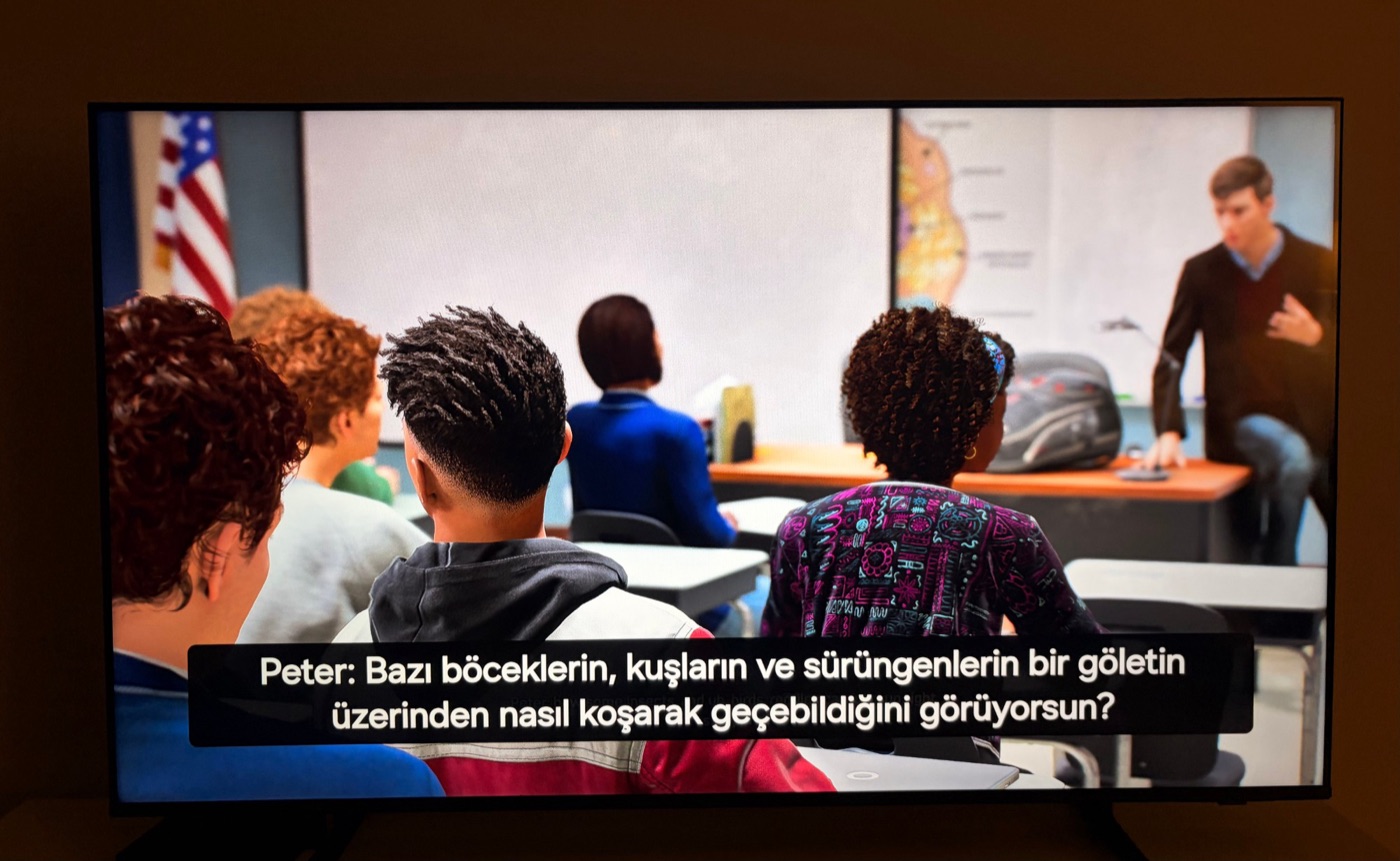 Peter: Bazı böceklerin, kuşların ve sürüngenlerin bir göletin
üzerinden nasıl koşarak geçebildiğini görüyorsun?